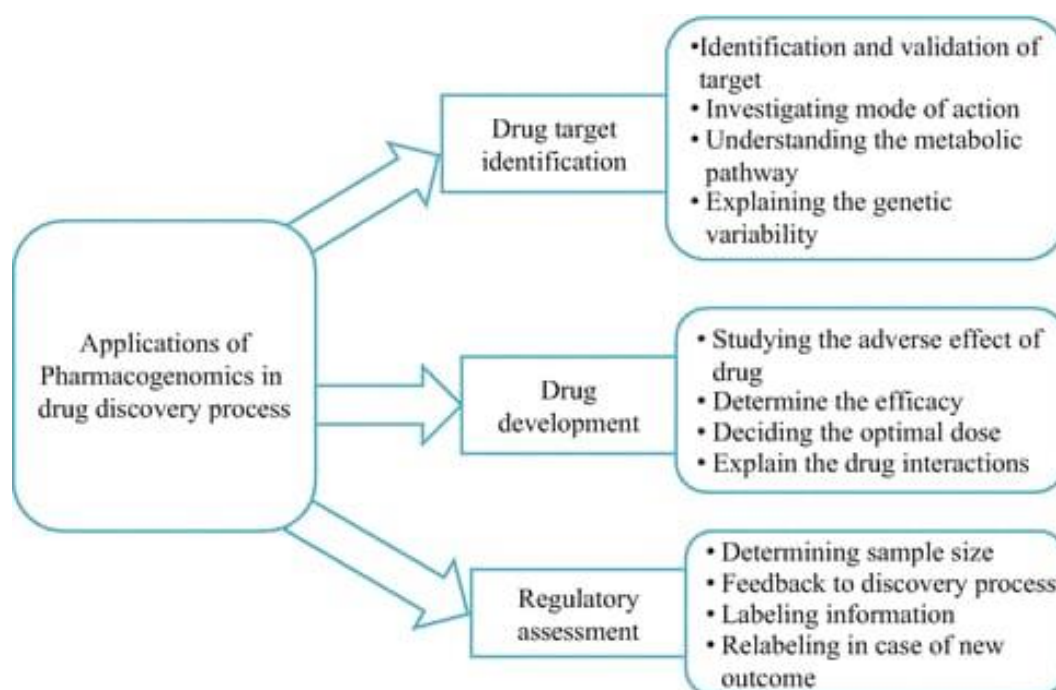 Applications of
Pharmacogenomics in
drug discovery process
Drug target
identification
•Identification and validation of
target
• Investigating mode of action
• Understanding the metabolic
pathway
• Explaining the genetic
variability
Drug
development
• Studying the adverse effect of
drug
• Determine the efficacy
• Deciding the optimal dose
• Explain the drug interactions
Regulatory
assessment
• Determining sample size
• Feedback to discovery process
• Labeling information
• Relabeling in case of new
outcome